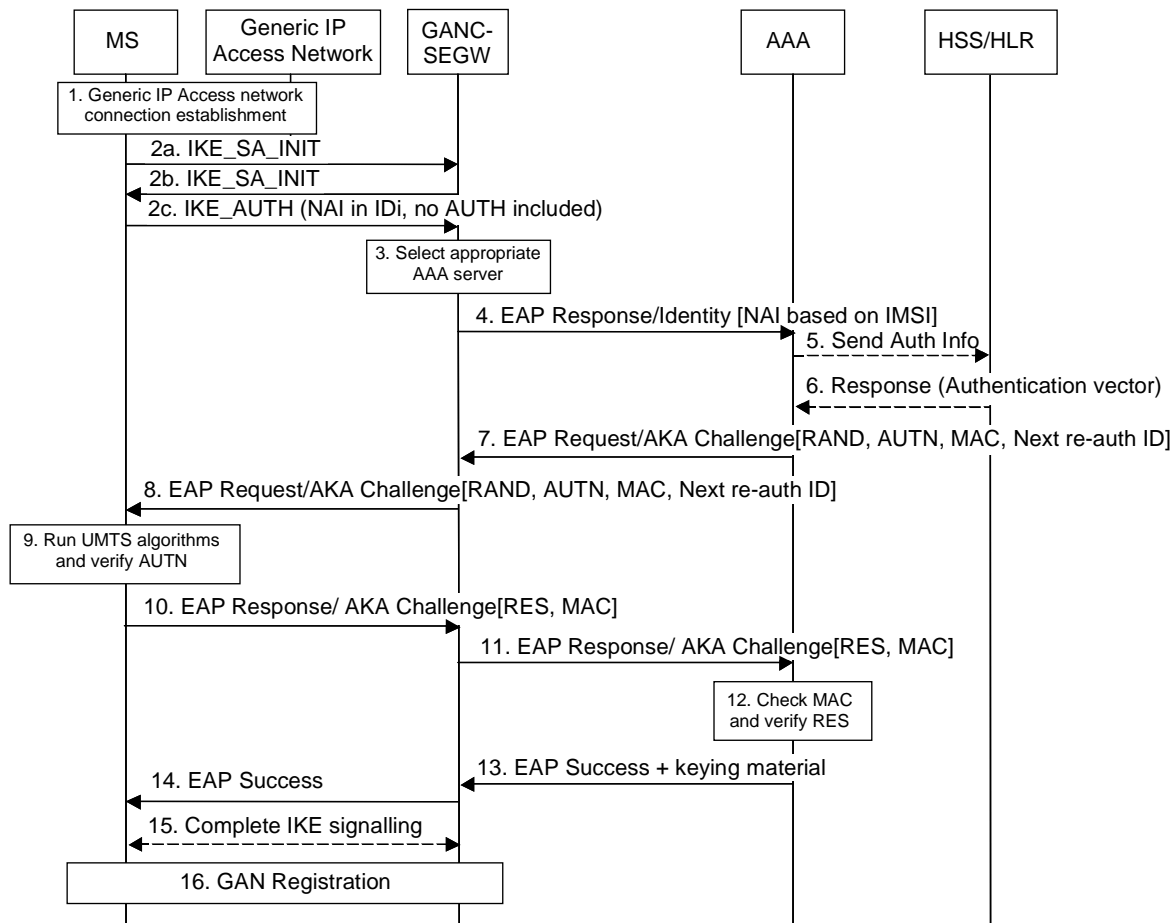 MS
Generic IP
Access Network
GANC-
SEGW
AAA
HSS/HLR
1. Generic IP Access network
connection establishment
2a. IKE_SA_INIT
2b. IKE_SA_INIT
2c. IKE_AUTH (NAI in IDi, no AUTH included)
3. Select appropriate
AAA server
4. EAP Response/Identity [NAI based on IMSI]
5. Send Auth Info
6. Response (Authentication vector)
7. EAP Request/AKA Challenge[RAND, AUTN, MAC, Next re-auth ID]
8. EAP Request/AKA Challenge[RAND, AUTN, MAC, Next re-auth ID]
9. Run UMTS algorithms
and verify AUTN
10. EAP Response/ AKA Challenge[RES, MAC]
11. EAP Response/ AKA Challenge[RES, MAC]
12. Check MAC
and verify RES
13. EAP Success + keying material
14. EAP Success
15. Complete IKE signalling
16. GAN Registration